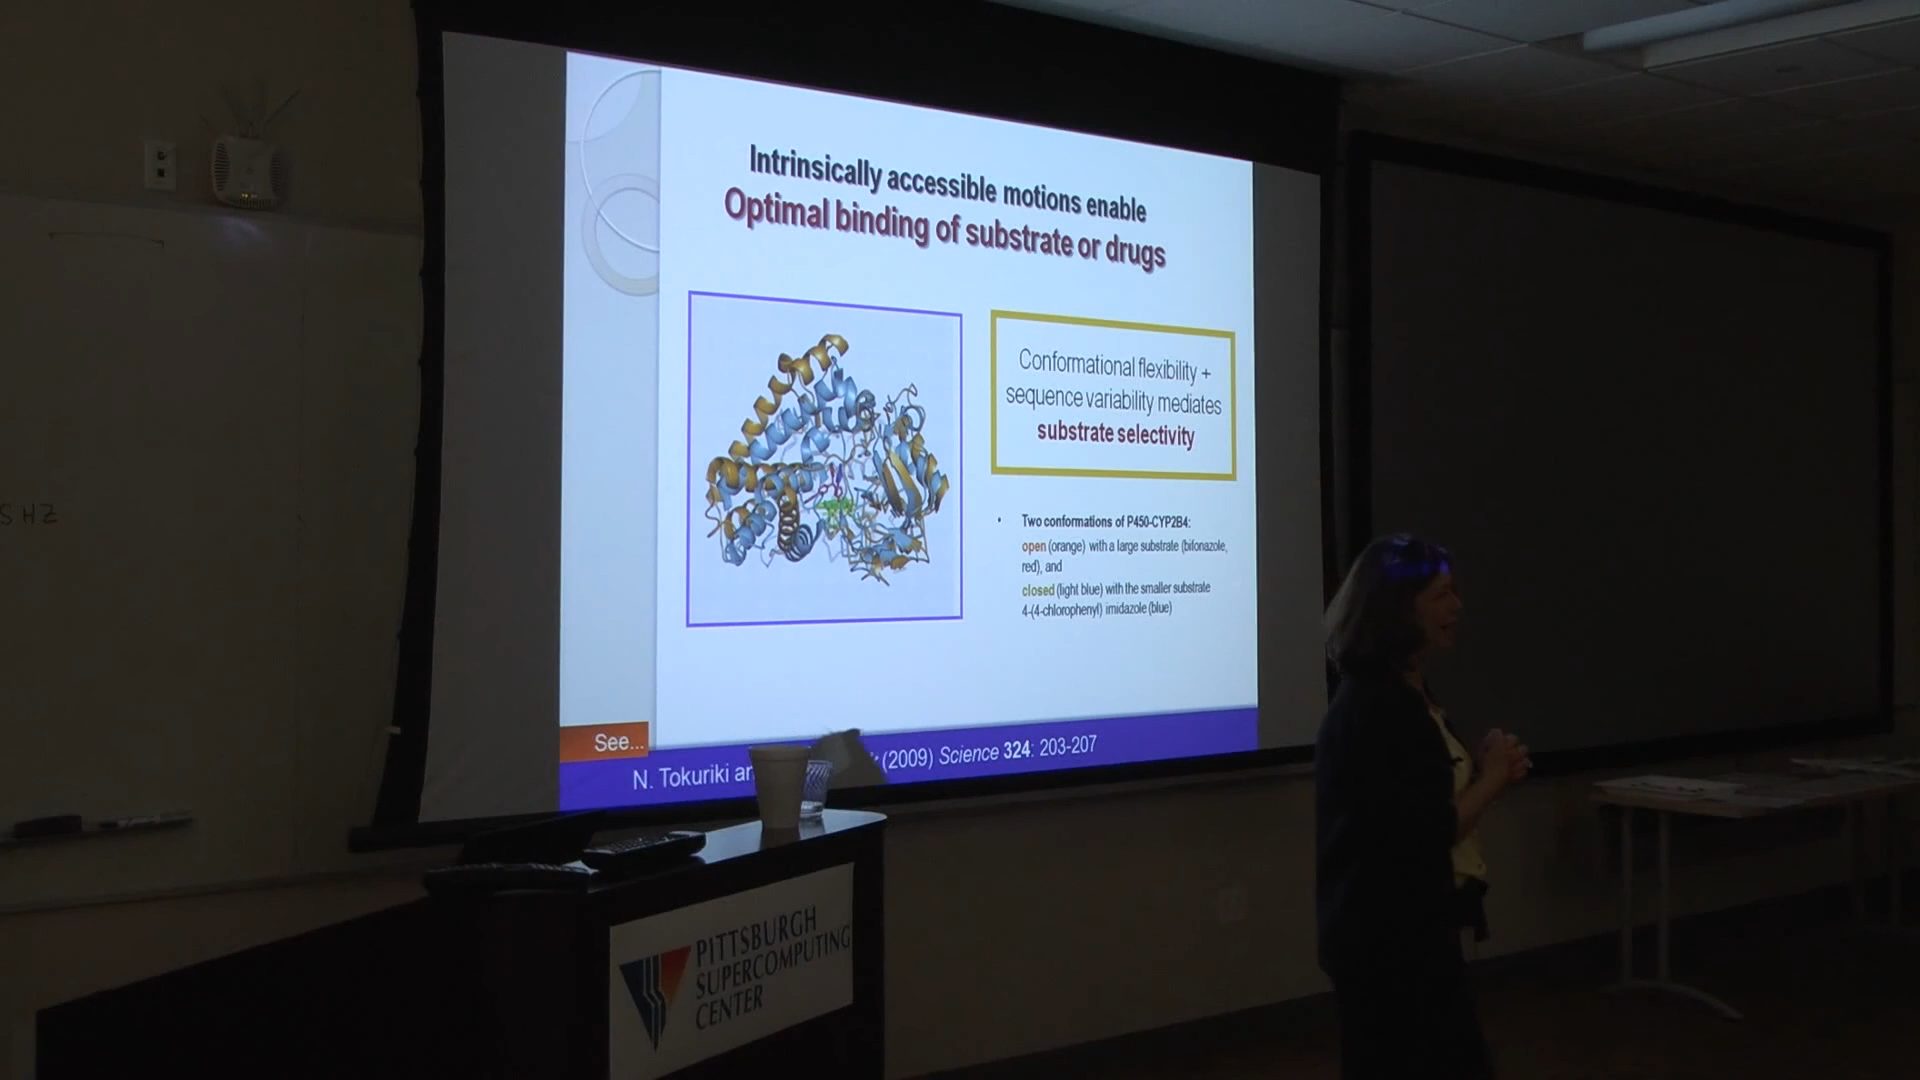 Intrinsically accessible motions enable
Optimal binding of substrate or drugs
Conformational flexibility +
sequence variability mediates
substrate selectivity
• Two conformations of P450-CYP2B4:
open (orange) with a large substrate (bifonazole,
red), and
closed (light blue) with the smaller substrate
4-(4-chlorophenyl) imidazole (blue)
See...
N. Tokuriki (2009) Science 324: 203-207
SHZ
PITTSBURGH
SUPERCOMPUTING
CENTER